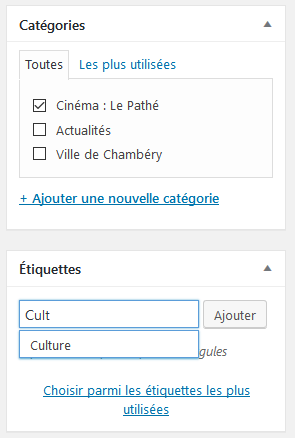 Catégories
Toutes Les plus utilisées
Cinéma : Le Pathé
Actualités
Ville de Chambéry
+ Ajouter une nouvelle catégorie
Étiquettes
Cult Ajouter
Culture
gules
Choisir parmi les étiquettes les plus
utilisées